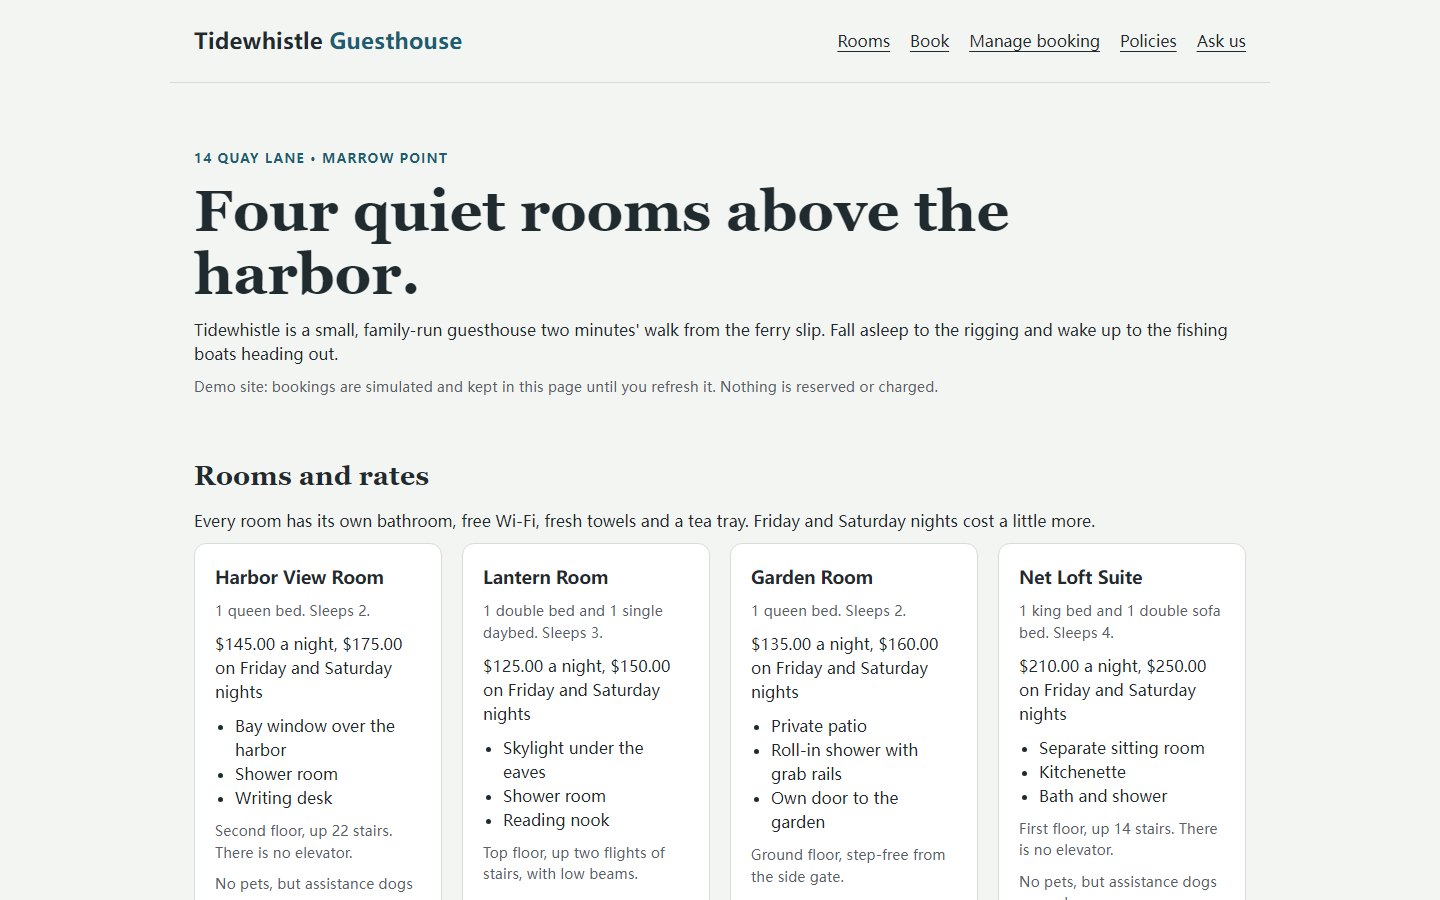 Tidewhistle Guesthouse
Rooms Book Manage booking Policies Ask us
14 QUAY LANE • MARROW POINT
Four quiet rooms above the
harbor.
Tidewhistle is a small, family-run guesthouse two minutes' walk from the ferry slip. Fall asleep to the rigging and wake up to the fishing
boats heading out.
Demo site: bookings are simulated and kept in this page until you refresh it. Nothing is reserved or charged.
Rooms and rates
Every room has its own bathroom, free Wi-Fi, fresh towels and a tea tray. Friday and Saturday nights cost a little more.
Harbor View Room
1 queen bed. Sleeps 2.
$145.00 a night, $175.00
on Friday and Saturday
nights
• Bay window over the
harbor
• Shower room
• Writing desk
Second floor, up 22 stairs.
There is no elevator.
No pets, but assistance dogs
Lantern Room
1 double bed and 1 single
daybed. Sleeps 3.
$125.00 a night, $150.00
on Friday and Saturday
nights
• Skylight under the
eaves
• Shower room
• Reading nook
Top floor, up two flights of
stairs, with low beams.
Garden Room
1 queen bed. Sleeps 2.
$135.00 a night, $160.00
on Friday and Saturday
nights
• Private patio
• Roll-in shower with
grab rails
• Own door to the
garden
Ground floor, step-free from
the side gate.
Net Loft Suite
1 king bed and 1 double sofa
bed. Sleeps 4.
$210.00 a night, $250.00
on Friday and Saturday
nights
• Separate sitting room
• Kitchenette
• Bath and shower
First floor, up 14 stairs. There
is no elevator.
No pets, but assistance dogs